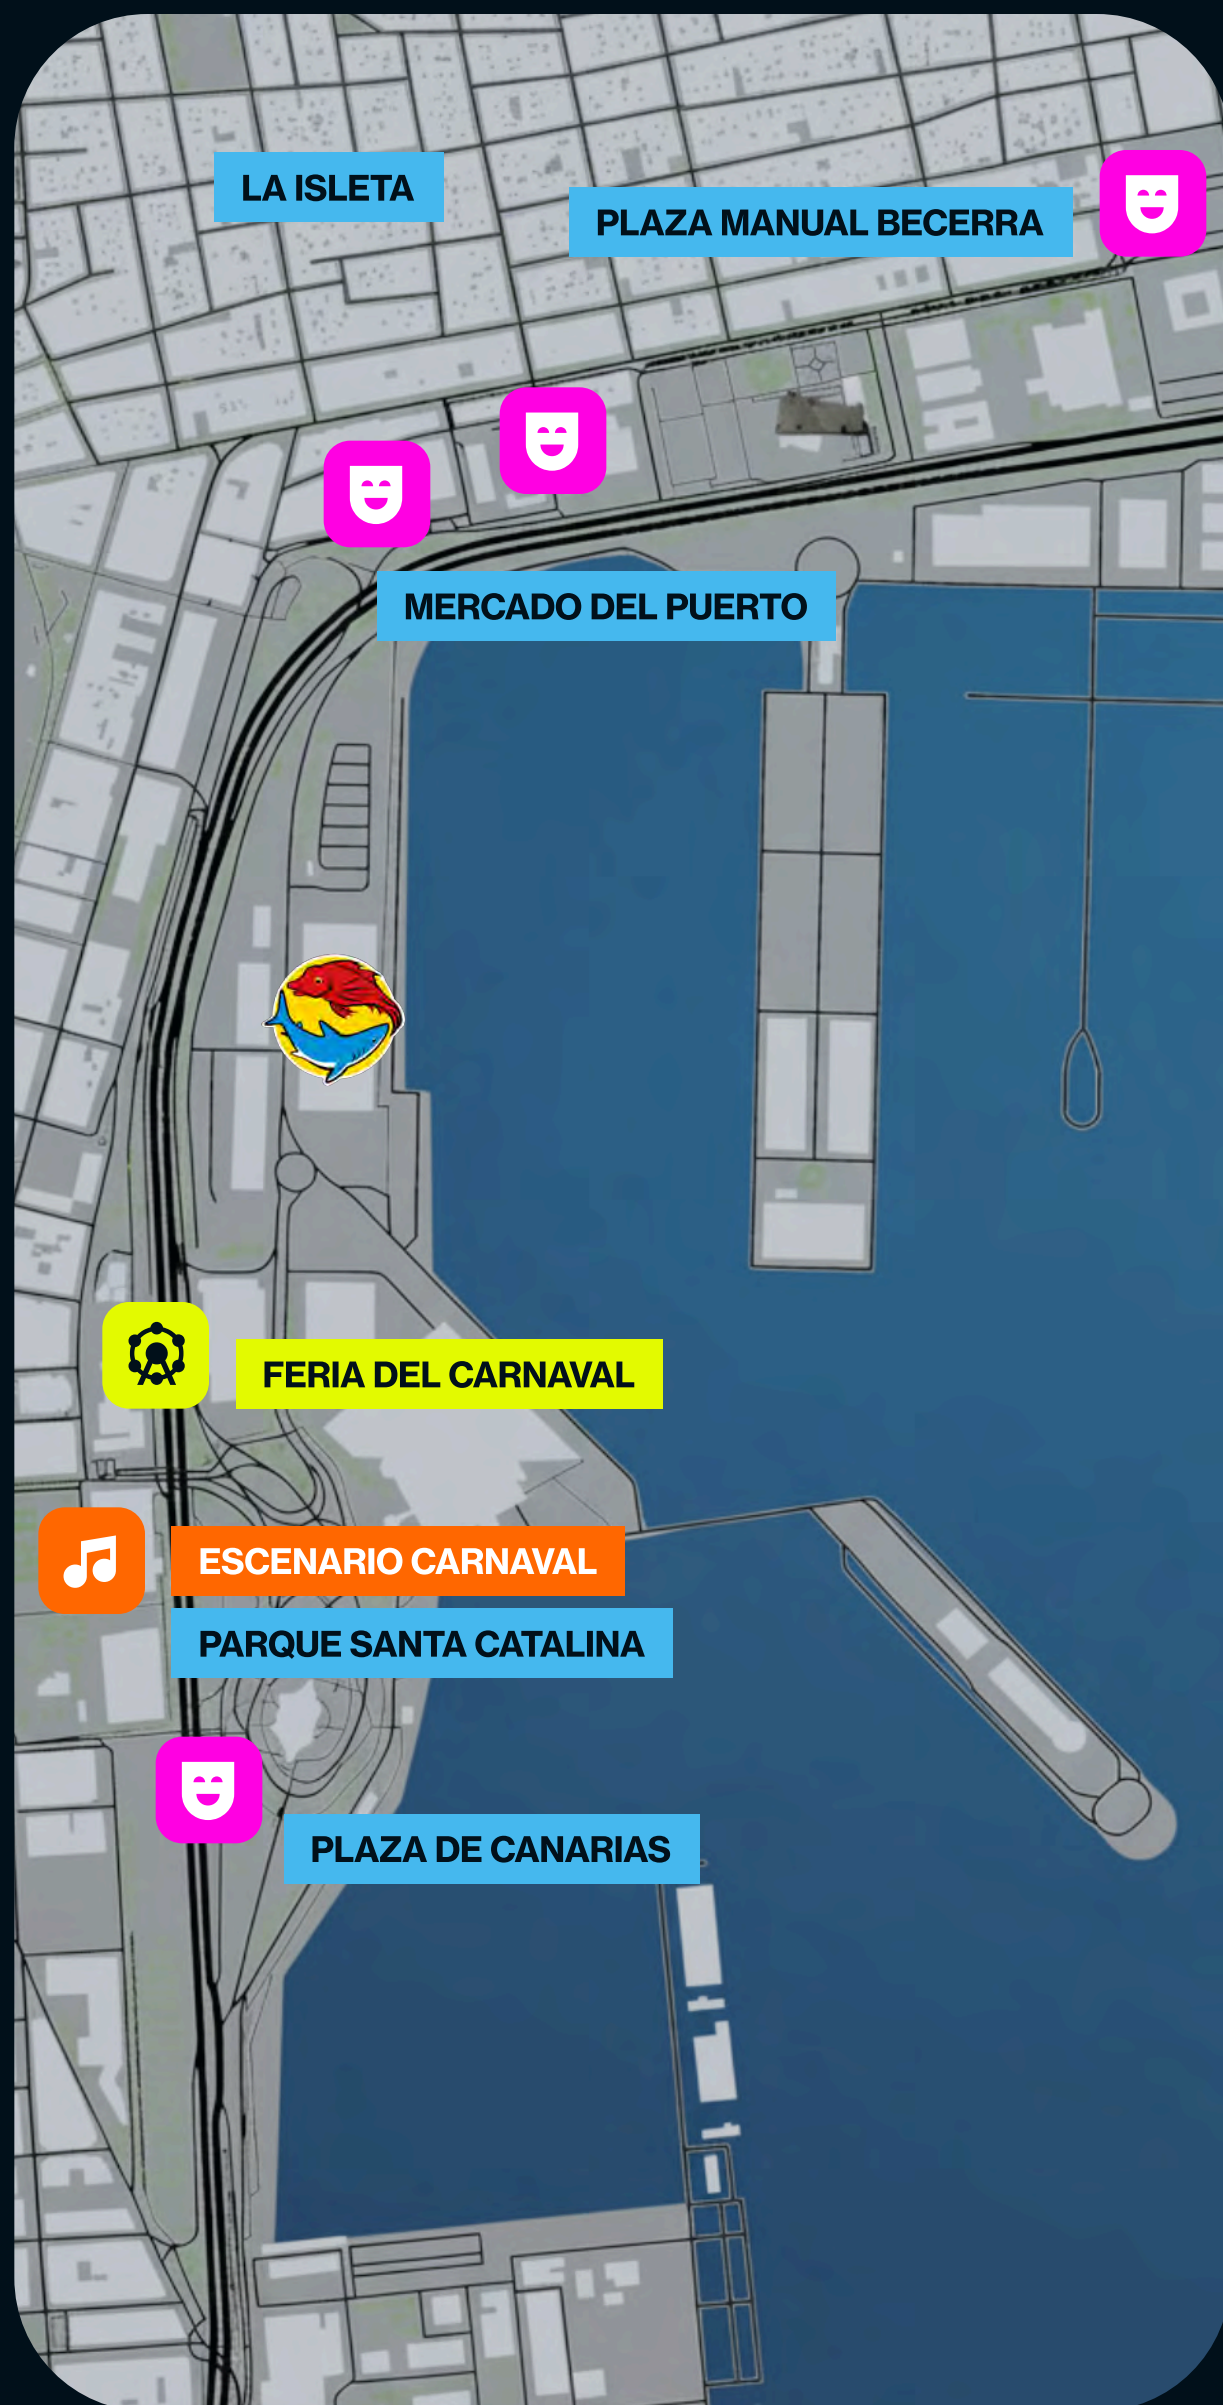 LA ISLETA
PLAZA MANUAL BECERRA
MERCADO DEL PUERTO
FERIA DEL CARNAVAL
ESCENARIO CARNAVAL
PARQUE SANTA CATALINA
PLAZA DE CANARIAS